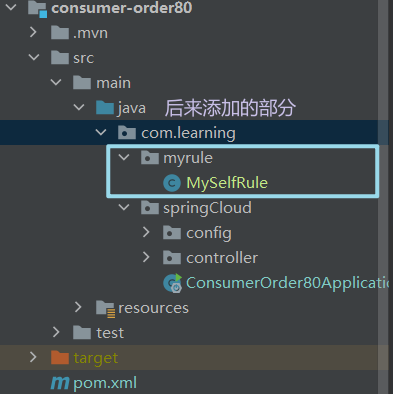 consumer-order80
.mvn
src
main
java 后来添加的部分
com.learning
myrule
MySelfRule
springCloud
config
controller
ConsumerOrder80Applicati
resources
test
target
pom.xml